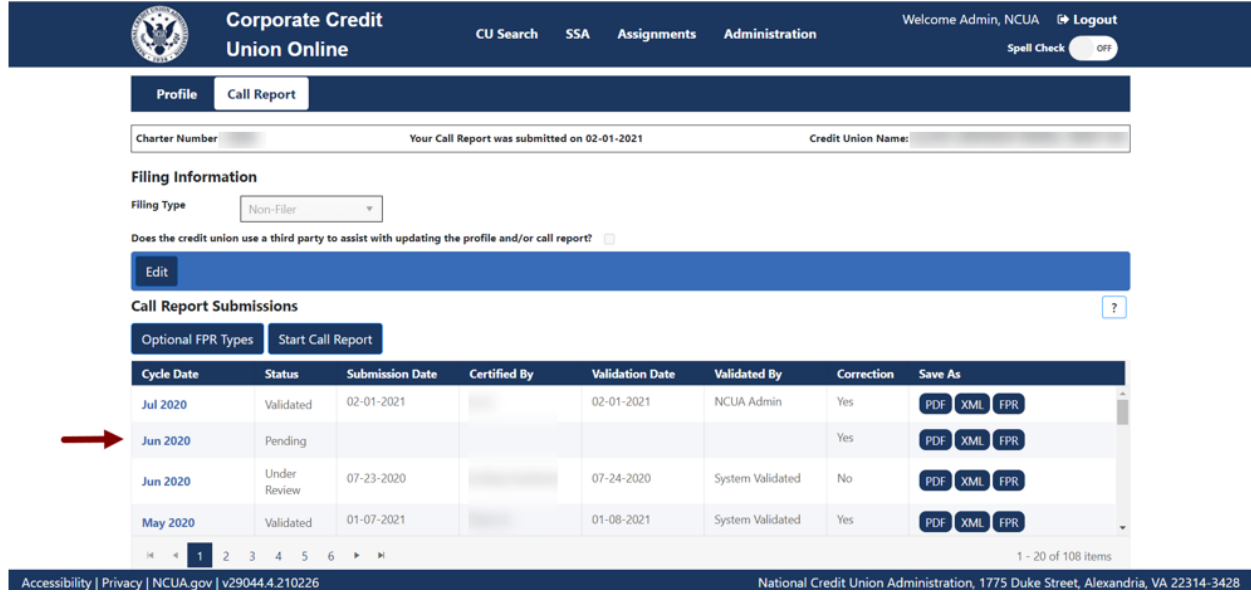 Corporate Credit
Union Online
CU Search SSA Assignments Administration
Welcome Admin, NCUA Logout
Spell Check OFF
Profile Call Report
Charter Number Your Call Report was submitted on 02-01-2021 Credit Union Name:
Filing Information
Filing Type Non-Filer
Does the credit union use a third party to assist with updating the profile and/or call report?
Edit
Call Report Submissions ?
Optional FPR Types Start Call Report
Cycle Date Status Submission Date Certified By Validation Date Validated By Correction Save As
Jul 2020 Validated 02-01-2021 02-01-2021 NCUA Admin Yes PDF XML FPR
Jun 2020 Pending Yes PDF XML FPR
Jun 2020 Under Review 07-23-2020 07-24-2020 System Validated No PDF XML FPR
May 2020 Validated 01-07-2021 01-08-2021 System Validated Yes PDF XML FPR
1 2 3 4 5 6 1 - 20 of 108 items
Accessibility | Privacy | NCUA.gov | v29044.4.210226 National Credit Union Administration, 1775 Duke Street, Alexandria, VA 22314-3428